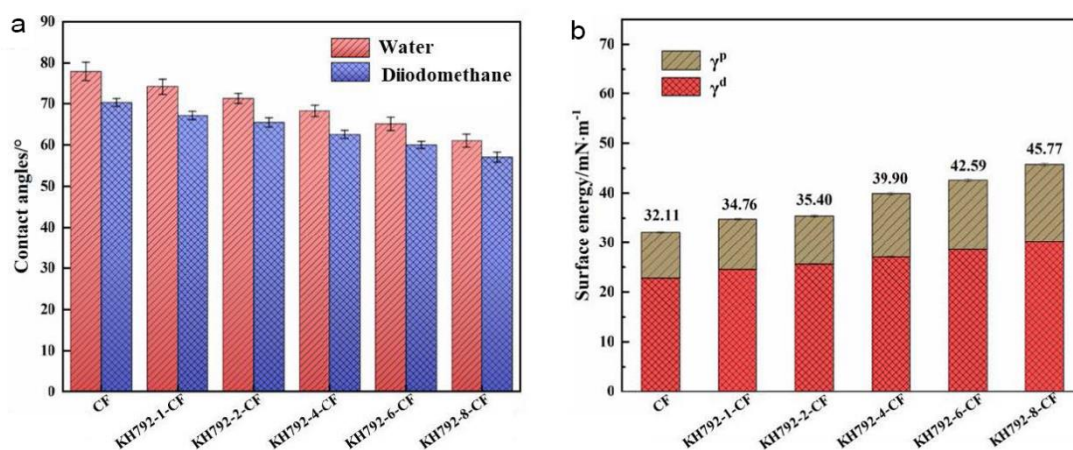 a
Contact angles/°
90
80
70
60
50
40
30
20
10
0
Water
Diiodomethane
CF
KH792-1-CF
KH792-2-CF
KH792-4-CF
KH792-6-CF
KH792-8-CF
b
Surface energy/mN·m⁻¹
70
60
50
40
30
20
10
0
γᵖ
γᵈ
32.11
34.76
35.40
39.90
42.59
45.77
CF
KH792-1-CF
KH792-2-CF
KH792-4-CF
KH792-6-CF
KH792-8-CF